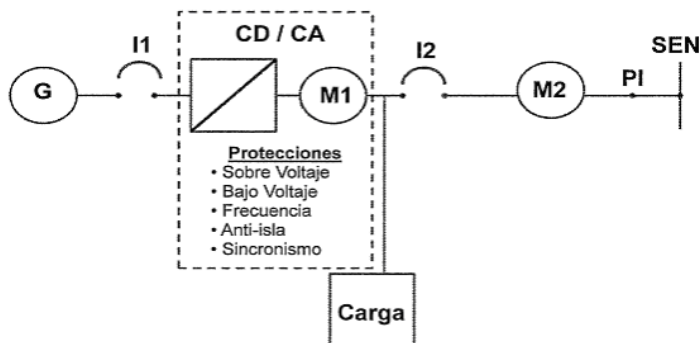 CD / CA
SEN
I1
I2
G
M1
M2
PI
Protecciones
• Sobre Voltaje
• Bajo Voltaje
• Frecuencia
• Anti-isla
• Sincronismo
Carga